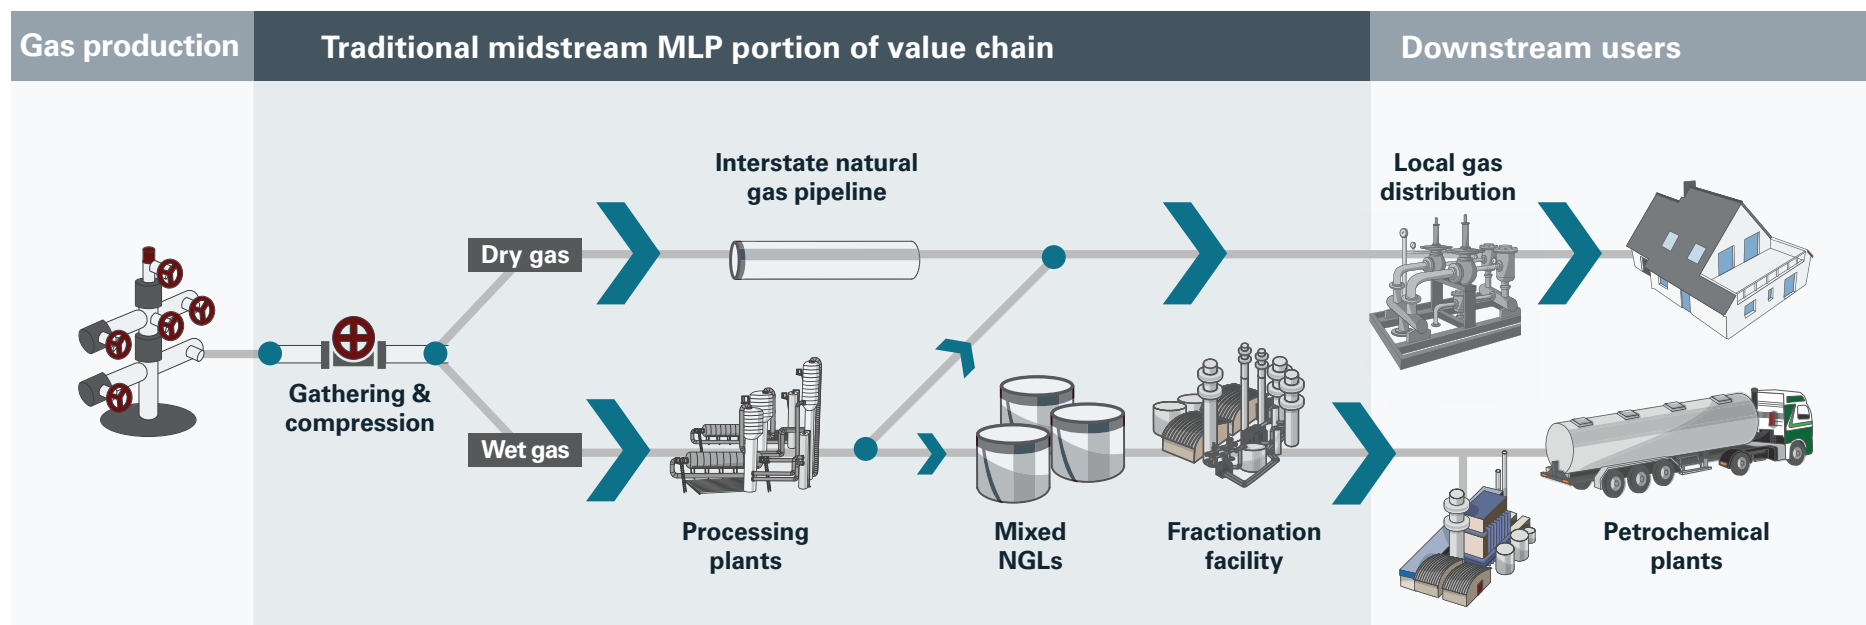 Gas production
Traditional midstream MLP portion of value chain
Downstream users
Interstate natural
gas pipeline
Local gas
distribution
Dry gas
Gathering &
compression
Wet gas
Processing
plants
Mixed
NGLs
Fractionation
facility
Petrochemical
plants